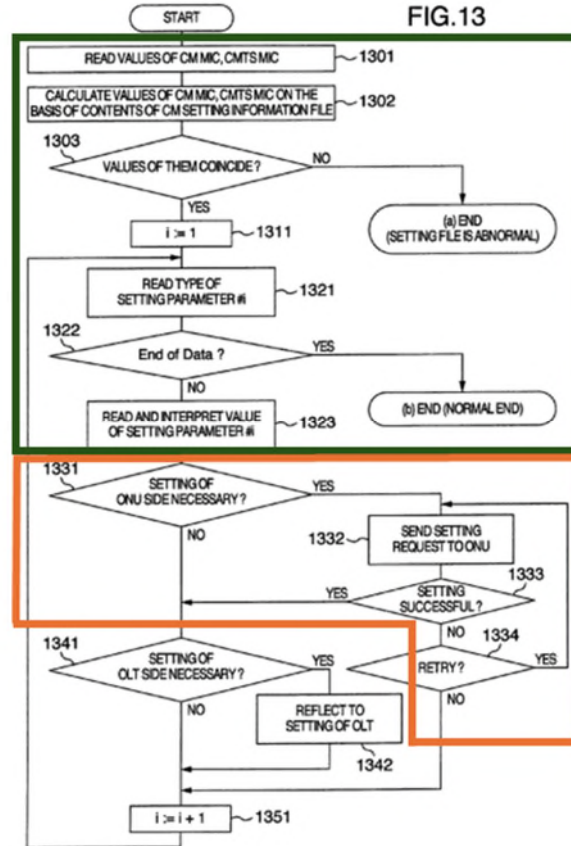 START
FIG.13
READ VALUES OF CM MIC, CMTS MIC
1301
CALCULATE VALUES OF CM MIC, CMTS MIC ON THE
BASIS OF CONTENTS OF CM SETTING INFORMATION FILE
1302
1303
VALUES OF THEM COINCIDE ?
NO
YES
(a) END
(SETTING FILE IS ABNORMAL)
i := 1
1311
READ TYPE OF
SETTING PARAMETER #i
1321
1322
End of Data ?
YES
NO
READ AND INTERPRET VALUE
OF SETTING PARAMETER #i
1323
(b) END (NORMAL END)
1331
SETTING OF
ONU SIDE NECESSARY ?
YES
NO
1332
SEND SETTING
REQUEST TO ONU
1333
YES
SETTING
SUCCESSFUL ?
NO
1334
1341
SETTING OF
OLT SIDE NECESSARY ?
YES
NO
RETRY ?
YES
NO
REFLECT TO
SETTING OF OLT
1342
i := i + 1
1351